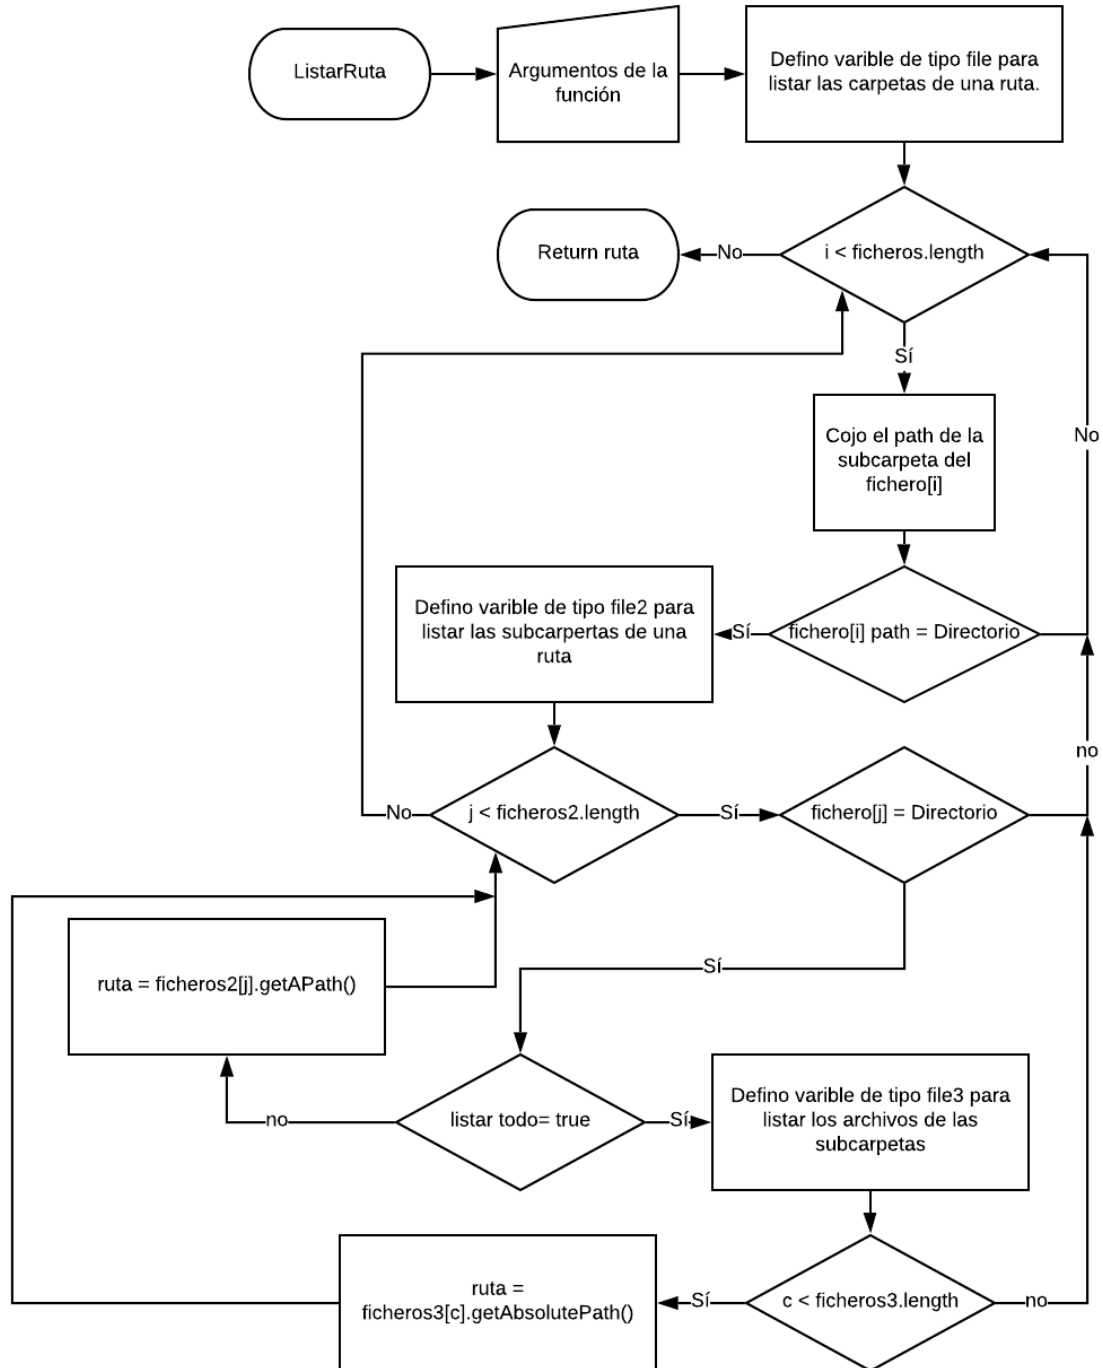 ListarRuta
Argumentos de la
función
Defino varible de tipo file para
listar las carpetas de una ruta.
Return ruta
No
i < ficheros.length
Sí
Cojo el path de la
subcarpeta del
fichero[i]
No
Defino varible de tipo file2 para
listar las subcarpertas de una
ruta
Sí
fichero[i] path = Directorio
no
No
j < ficheros2.length
Sí
fichero[j] = Directorio
Sí
ruta = ficheros2[j].getAPath()
no
listar todo= true
Sí
Defino varible de tipo file3 para
listar los archivos de las
subcarpetas
ruta =
ficheros3[c].getAbsolutePath()
Sí
c < ficheros3.length
no